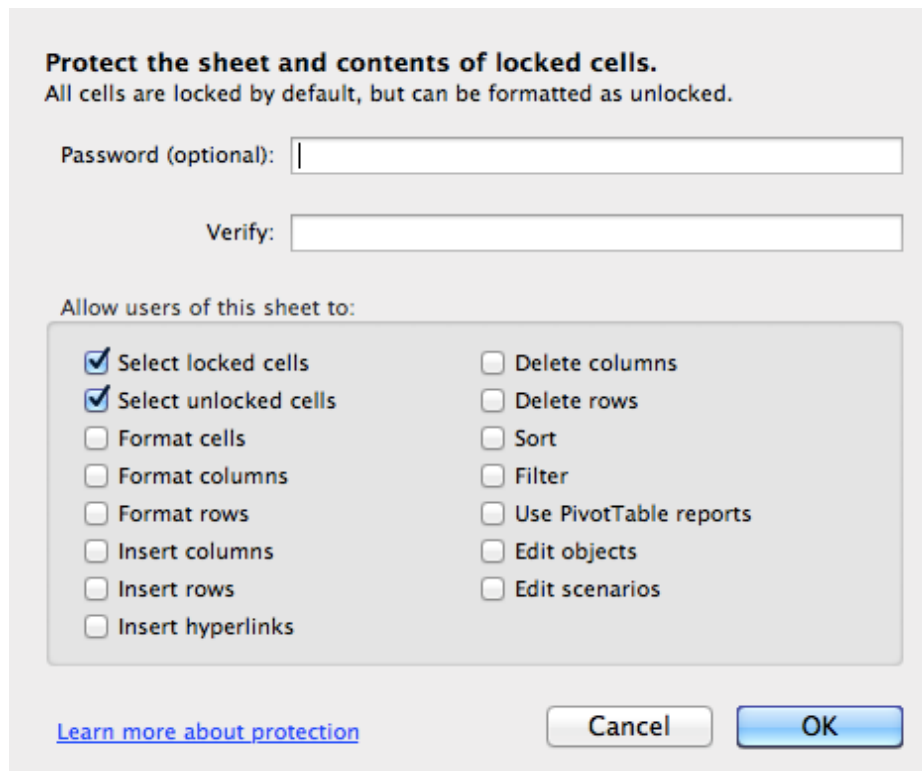 Protect the sheet and contents of locked cells.
All cells are locked by default, but can be formatted as unlocked.
Password (optional):
Verify:
Allow users of this sheet to:
Select locked cells
Select unlocked cells
Format cells
Format columns
Format rows
Insert columns
Insert rows
Insert hyperlinks
Delete columns
Delete rows
Sort
Filter
Use PivotTable reports
Edit objects
Edit scenarios
Learn more about protection
Cancel
OK